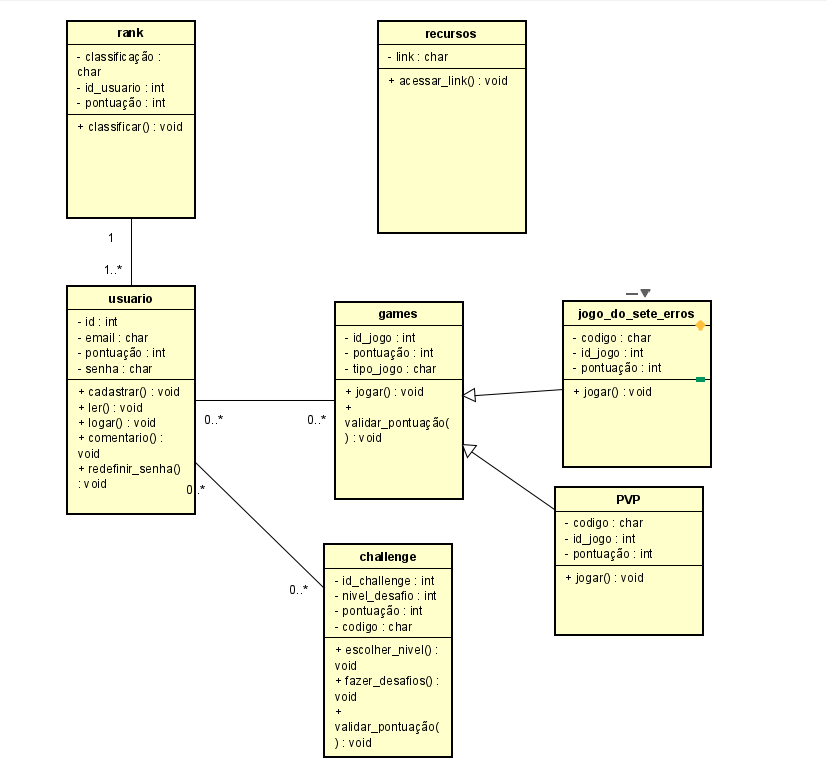 rank
- classificação :
char
- id_usuario : int
- pontuação : int
+ classificar() : void
recursos
- link : char
+ acessar_link() : void
1
1..*
usuario
- id : int
- email : char
- pontuação : int
- senha : char
+ cadastrar() : void
+ ler() : void
+ logar() : void
+ comentario() :
void
+ redefinir_senha()
: void
0..*
0..*
games
- id_jogo : int
- pontuação : int
- tipo_jogo : char
+ jogar() : void
+
validar_pontuação(
) : void
jogo_do_sete_erros
- codigo : char
- id_jogo : int
- pontuação : int
+ jogar() : void
PVP
- codigo : char
- id_jogo : int
- pontuação : int
+ jogar() : void
0..*
0..*
challenge
- id_challenge : int
- nivel_desafio : int
- pontuação : int
- codigo : char
+ escolher_nivel() :
void
+ fazer_desafios() :
void
+
validar_pontuação(
) : void